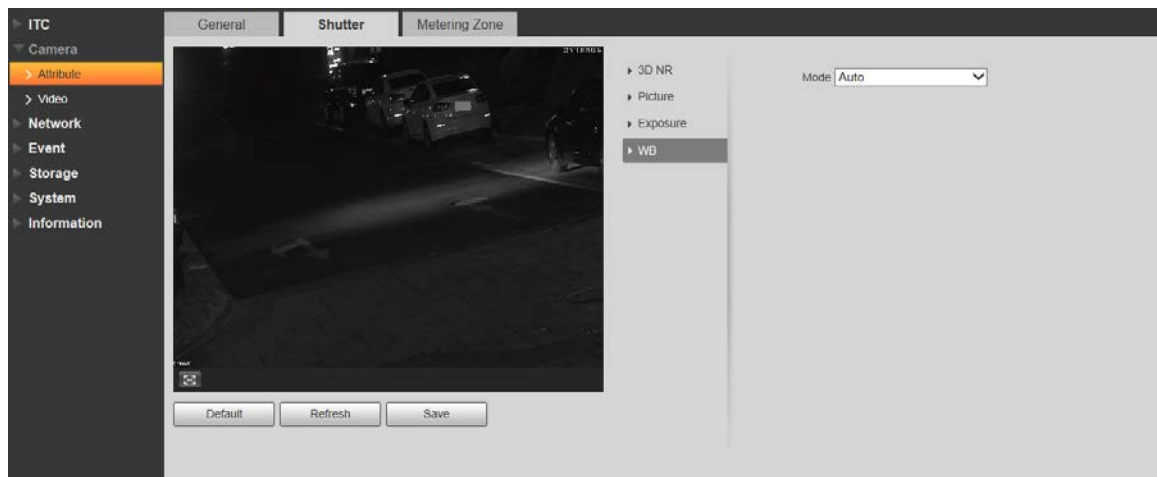 ITC
Camera
Attribute
Video
Network
Event
Storage
System
Information
General
Shutter
Metering Zone
3D NR
Picture
Exposure
WB
Mode Auto
Default
Refresh
Save